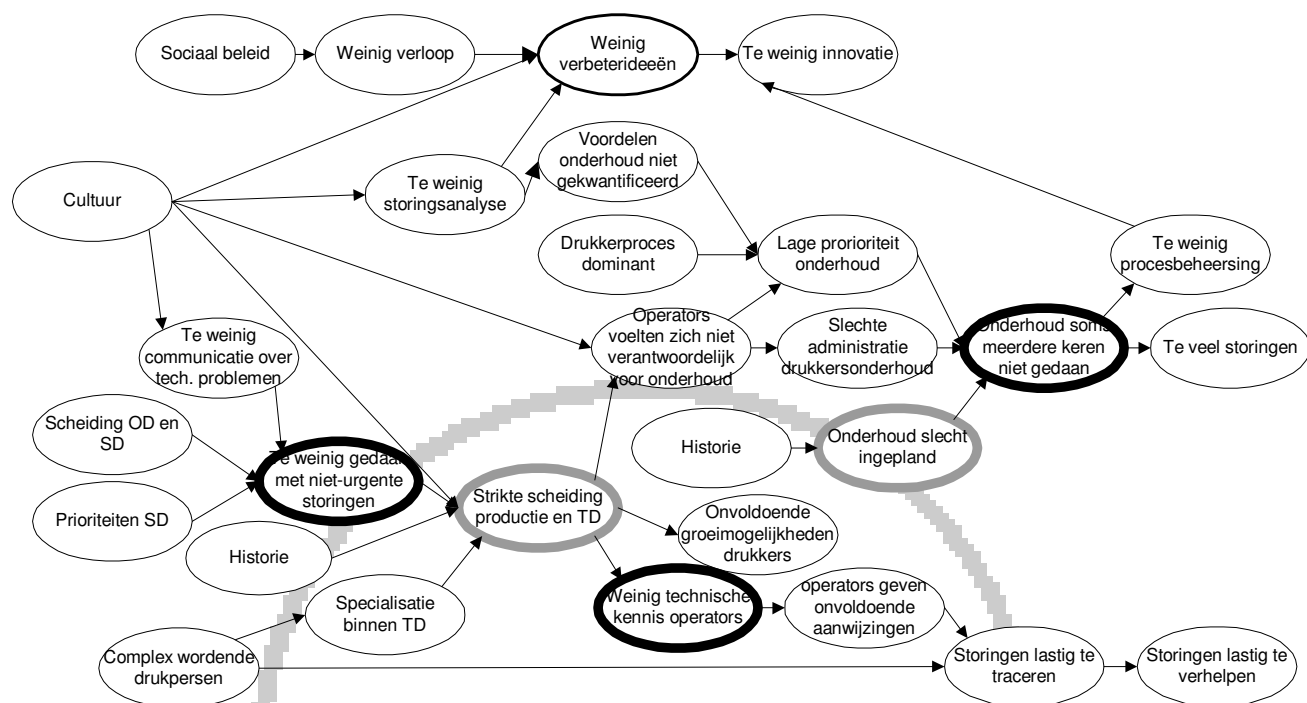 Sociaal beleid
Weinig verloop
Weinig
verbeterideeën
Te weinig innovatie
Voordelen
onderhoud niet
gekwantificeerd
Cultuur
Te weinig
storingsanalyse
Drukkerproces
dominant
Lage prorioriteit
onderhoud
Te weinig
procesbeheersing
Te weinig
communicatie over
tech. problemen
Operators
voelten zich niet
verantwoordelijk
voor onderhoud
Slechte
administratie
drukkersonderhoud
Onderhoud soms
meerdere keren
niet gedaan
Te veel storingen
Scheiding OD en
SD
Historie
Onderhoud slecht
ingepland
Te weinig gedaan
met niet-urgente
storingen
Prioriteiten SD
Strikte scheiding
productie en TD
Onvoldoende
groeimogelijkheden
drukkers
Historie
Specialisatie
binnen TD
Weinig technische
kennis operators
operators geven
onvoldoende
aanwijzingen
Complex wordende
drukpersen
Storingen lastig te
traceren
Storingen lastig te
verhelpen